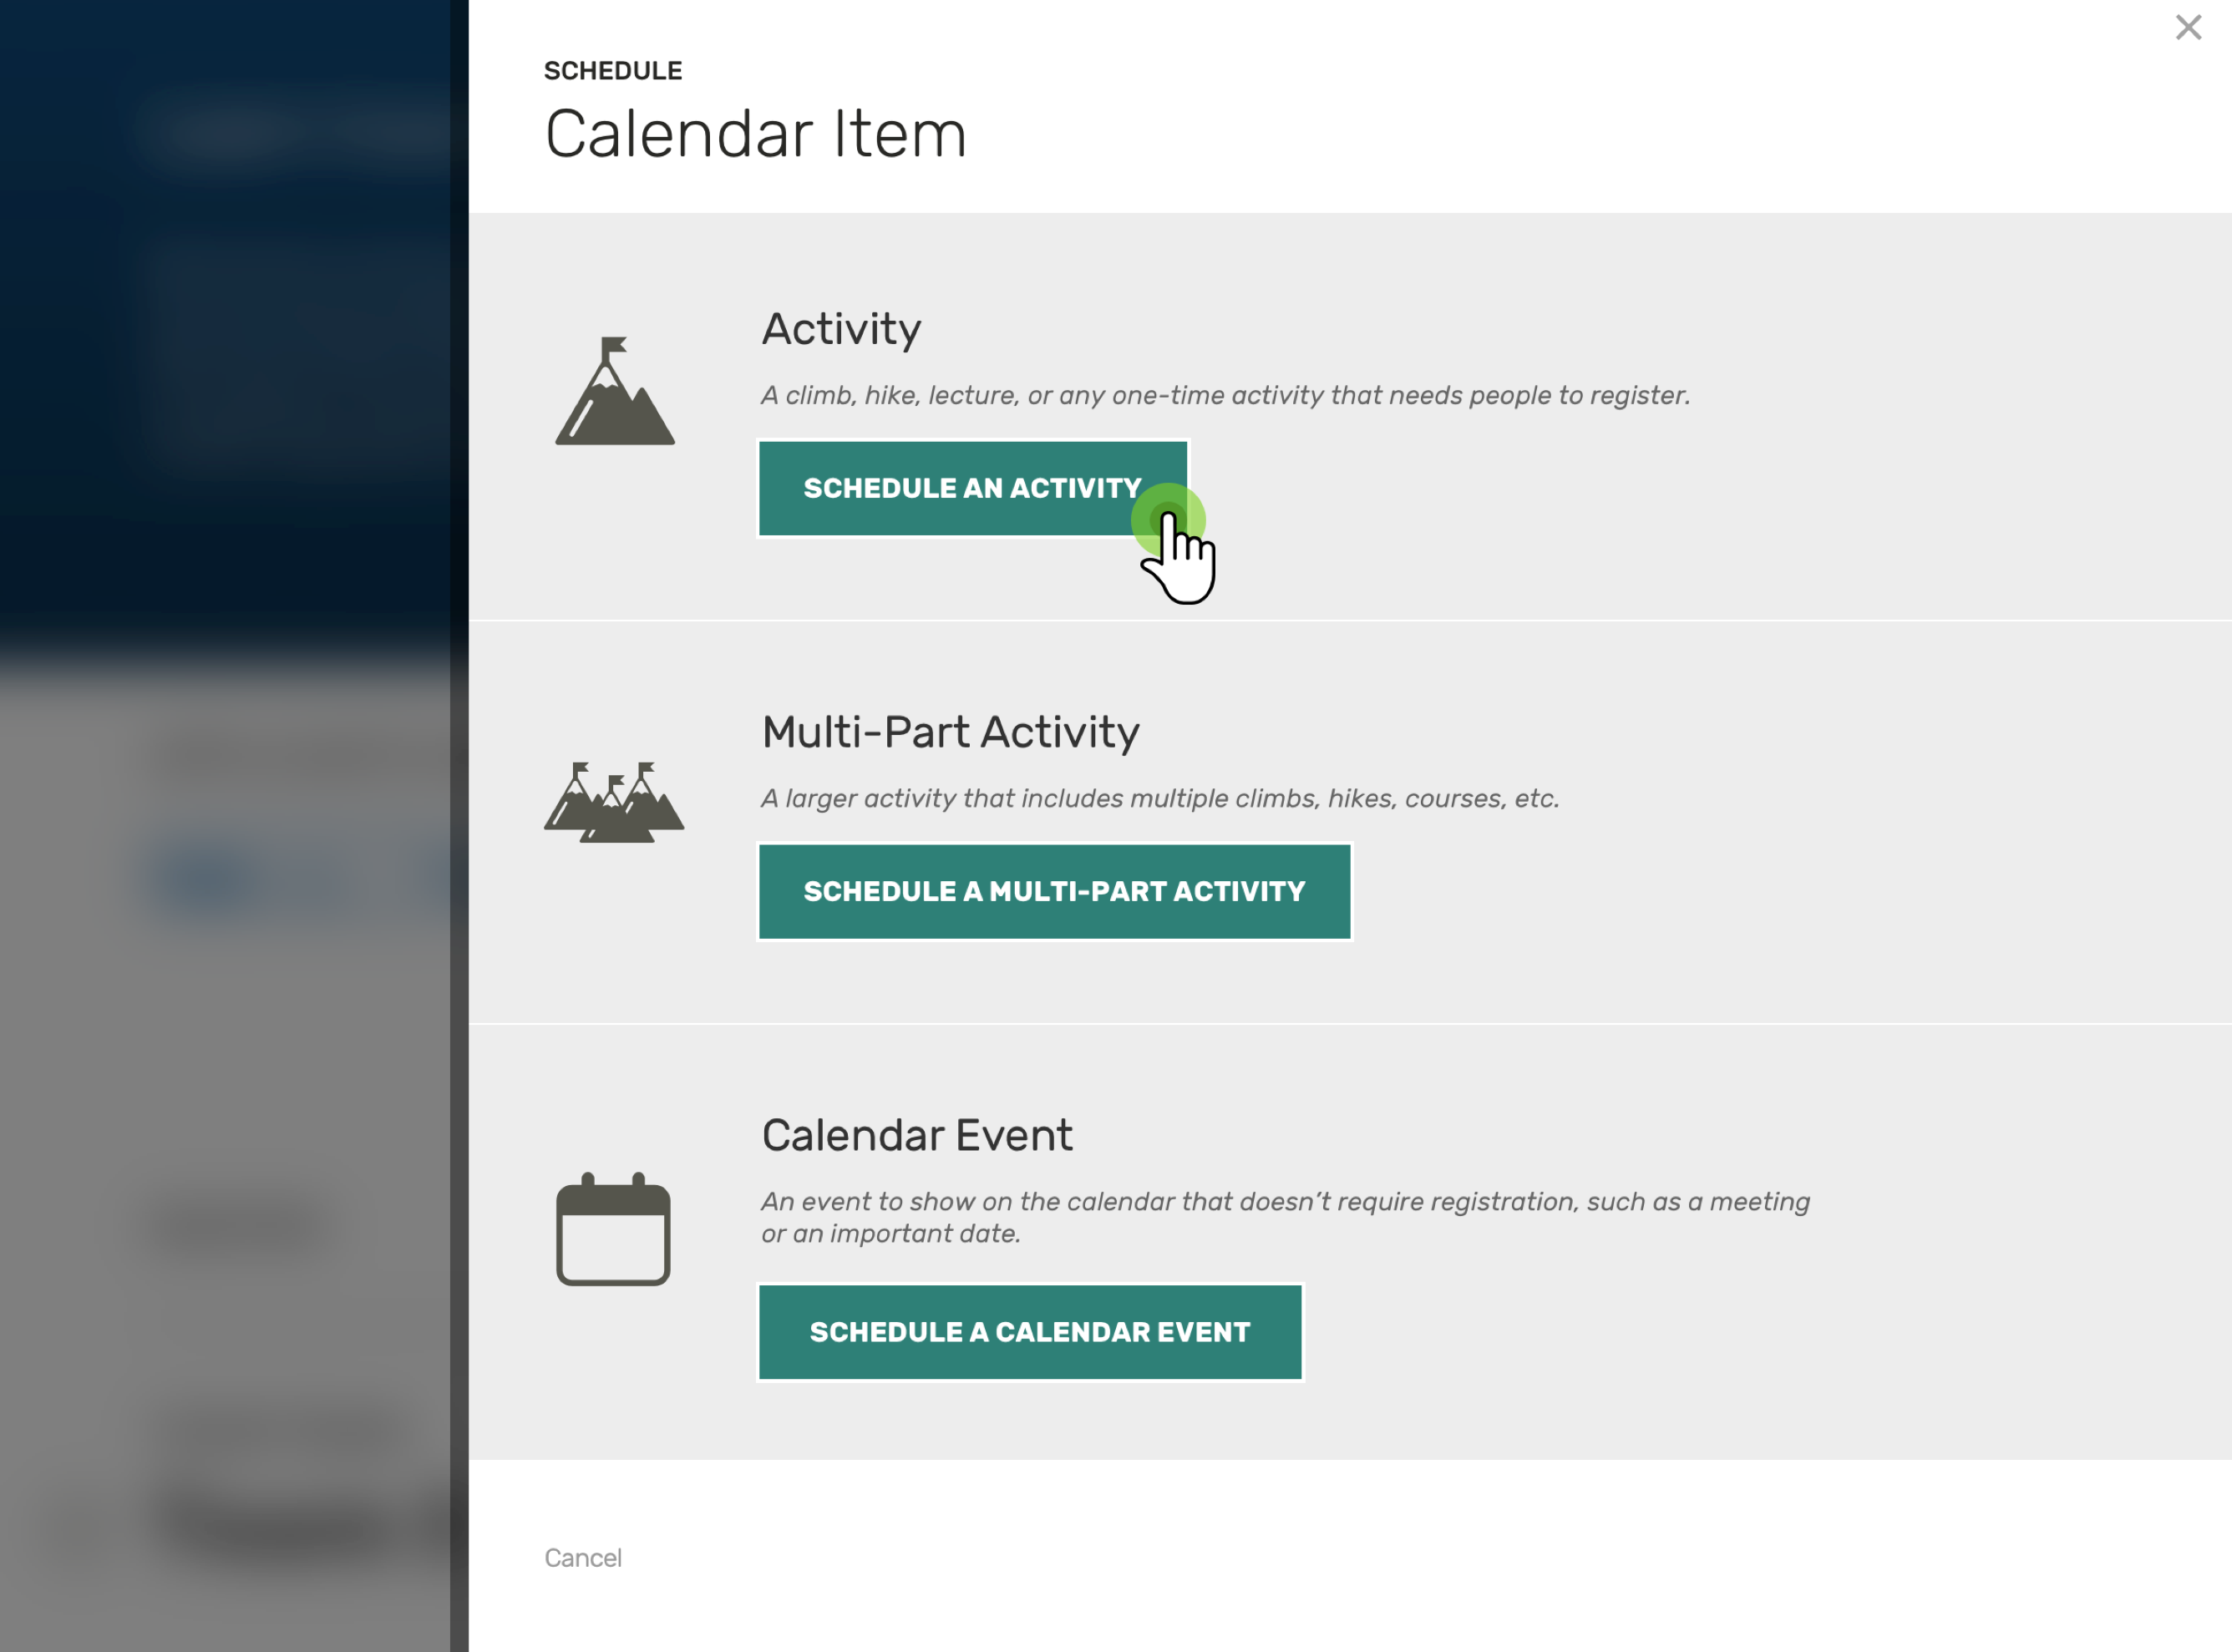 SCHEDULE
Calendar Item
Activity
A climb, hike, lecture, or any one-time activity that needs people to register.
SCHEDULE AN ACTIVITY
Multi-Part Activity
A larger activity that includes multiple climbs, hikes, courses, etc.
SCHEDULE A MULTI-PART ACTIVITY
Calendar Event
An event to show on the calendar that doesn’t require registration, such as a meeting
or an important date.
SCHEDULE A CALENDAR EVENT
Cancel